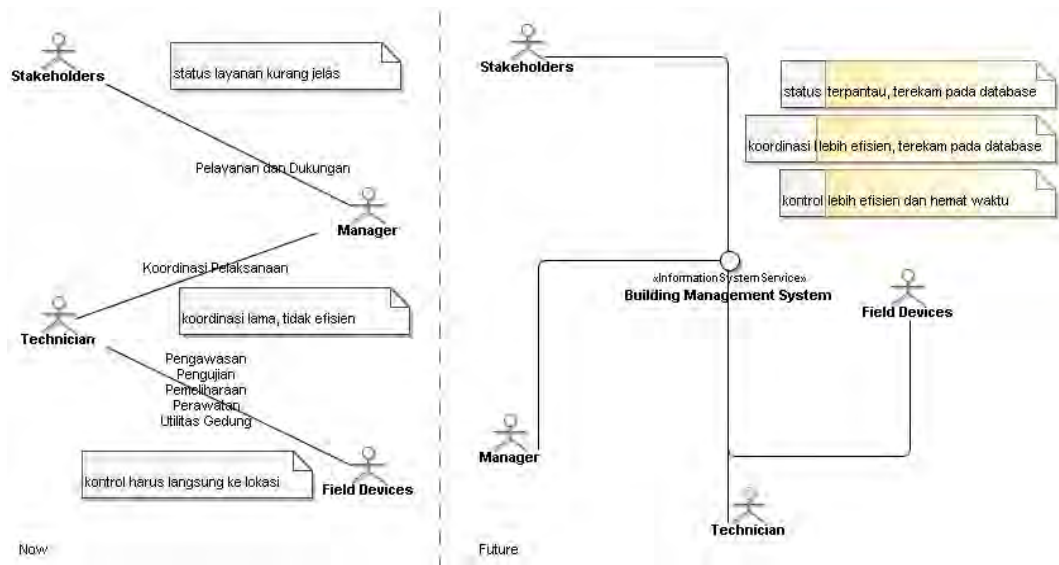 Stakeholders
status layanan kurang jelas
Pelayanan dan Dukungan
Manager
Koordinasi Pelaksanaan
koordinasi lama, tidak efisien
Technician
Pengawasan
Pengujian
Pemeliharaan
Perawatan
Utilitas Gedung
kontrol harus langsung ke lokasi
Field Devices
Now
Stakeholders
status terpantau, terekam pada database
koordinasi lebih efisien, terekam pada database
kontrol lebih efisien dan hemat waktu
«InformationSystemService»
Building Management System
Field Devices
Manager
Technician
Future